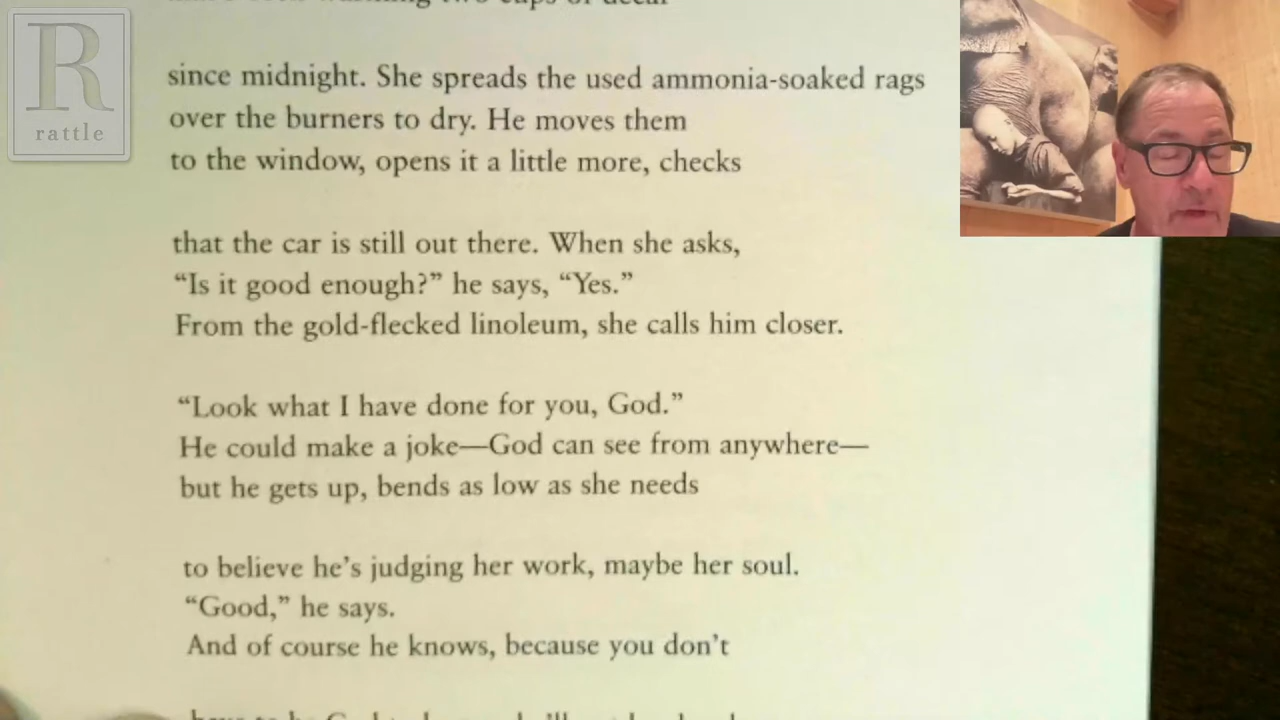 R
rattle
since midnight. She spreads the used ammonia-soaked rags
over the burners to dry. He moves them
to the window, opens it a little more, checks
that the car is still out there. When she asks,
“Is it good enough?” he says, “Yes.”
From the gold-flecked linoleum, she calls him closer.
“Look what I have done for you, God.”
He could make a joke—God can see from anywhere—
but he gets up, bends as low as she needs
to believe he’s judging her work, maybe her soul.
“Good,” he says.
And of course he knows, because you don’t